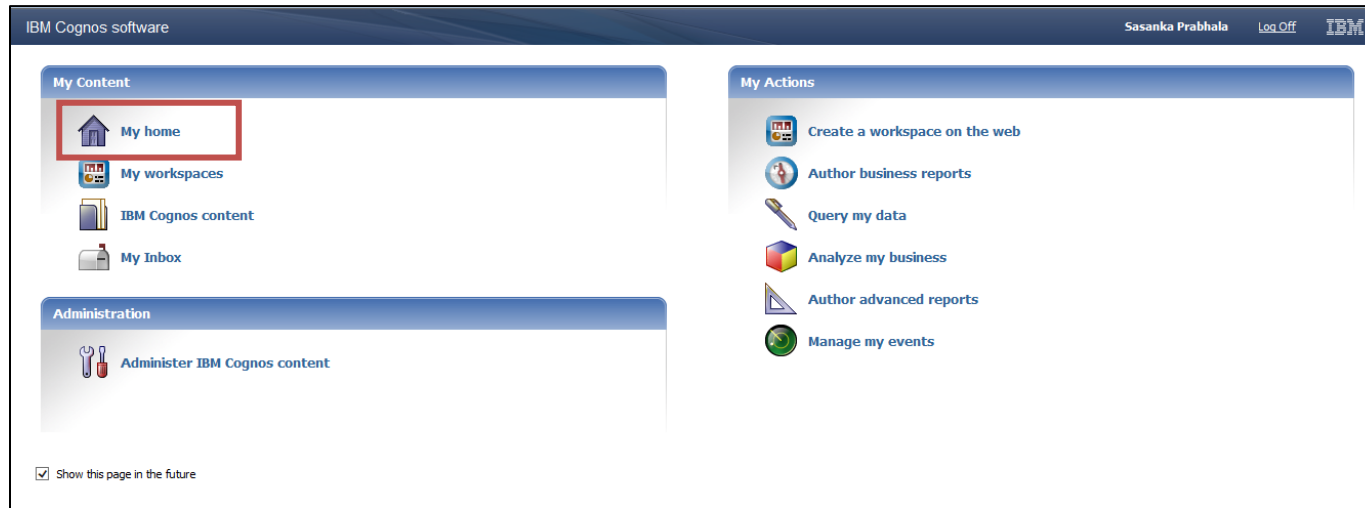 IBM Cognos software
Sasanka Prabhala Log Off IBM
My Content
My home
My workspaces
IBM Cognos content
My Inbox
Administration
Administer IBM Cognos content
My Actions
Create a workspace on the web
Author business reports
Query my data
Analyze my business
Author advanced reports
Manage my events
Show this page in the future